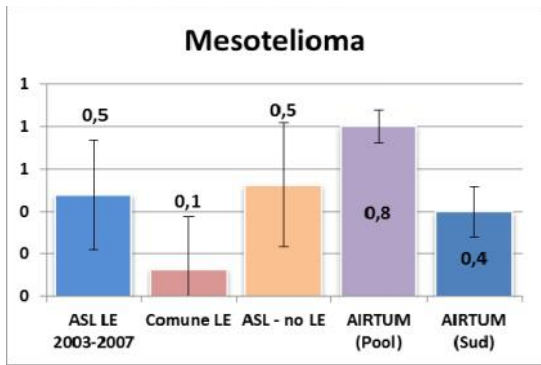 Mesotelioma
1
1
1
0
0
0
0,5
0,1
0,5
0,8
0,4
ASL LE
2003-2007
Comune LE
ASL - no LE
AIRTUM
(Pool)
AIRTUM
(Sud)